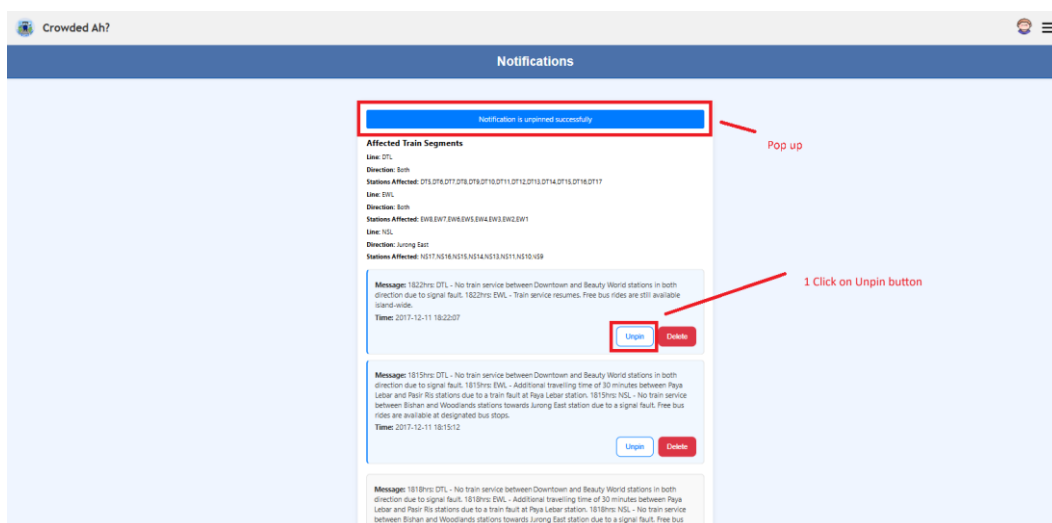 Crowded Ah?
Notifications
Notification is unpinned successfully
Pop up
Affected Train Segments
Line: DTL
Direction: Both
Stations Affected: DT5,DT6,DT7,DT8,DT9,DT10,DT11,DT12,DT13,DT14,DT15,DT16,DT17
Line: EWL
Direction: Both
Stations Affected: EW8,EW7,EW6,EW5,EW4,EW3,EW2,EW1
Line: NSL
Direction: Jurong East
Stations Affected: NS17,NS16,NS15,NS14,NS13,NS11,NS10,NS9
1 Click on Unpin button
Message: 1822hrs: DTL - No train service between Downtown and Beauty World stations in both
direction due to signal fault. 1822hrs: EWL - Train service resumes. Free bus rides are still available
island-wide.
Time: 2017-12-11 18:22:07
Unpin Delete
Message: 1815hrs: DTL - No train service between Downtown and Beauty World stations in both
direction due to signal fault. 1815hrs: EWL - Additional travelling time of 30 minutes between Paya
Lebar and Pasir Ris stations due to a train fault at Paya Lebar station. 1815hrs: NSL - No train service
between Bishan and Woodlands stations towards Jurong East station due to a signal fault. Free bus
rides are available at designated bus stops.
Time: 2017-12-11 18:15:12
Unpin Delete
Message: 1818hrs: DTL - No train service between Downtown and Beauty World stations in both
direction due to signal fault. 1818hrs: EWL - Additional travelling time of 30 minutes between Paya
Lebar and Pasir Ris stations due to a train fault at Paya Lebar station. 1818hrs: NSL - No train service
between Bishan and Woodlands stations towards Jurong East station due to a signal fault. Free bus